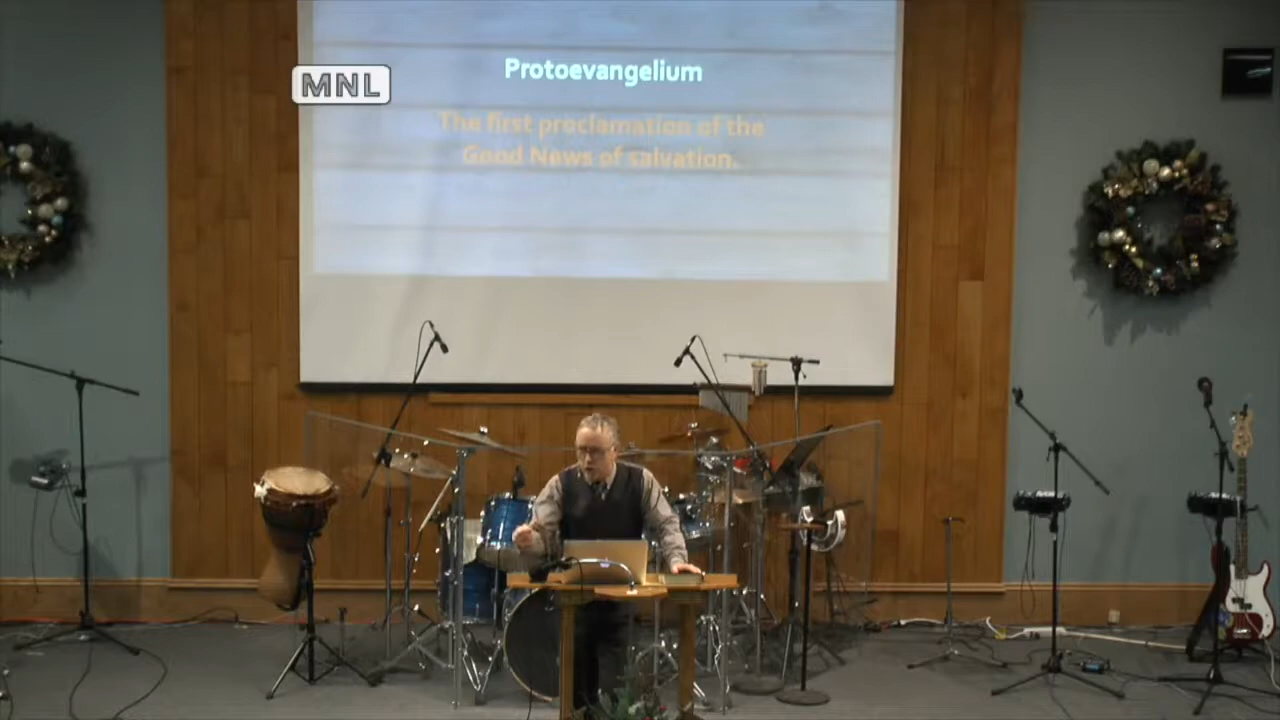 Protoevangelium
MNL
The first proclamation of the
Good News of salvation.